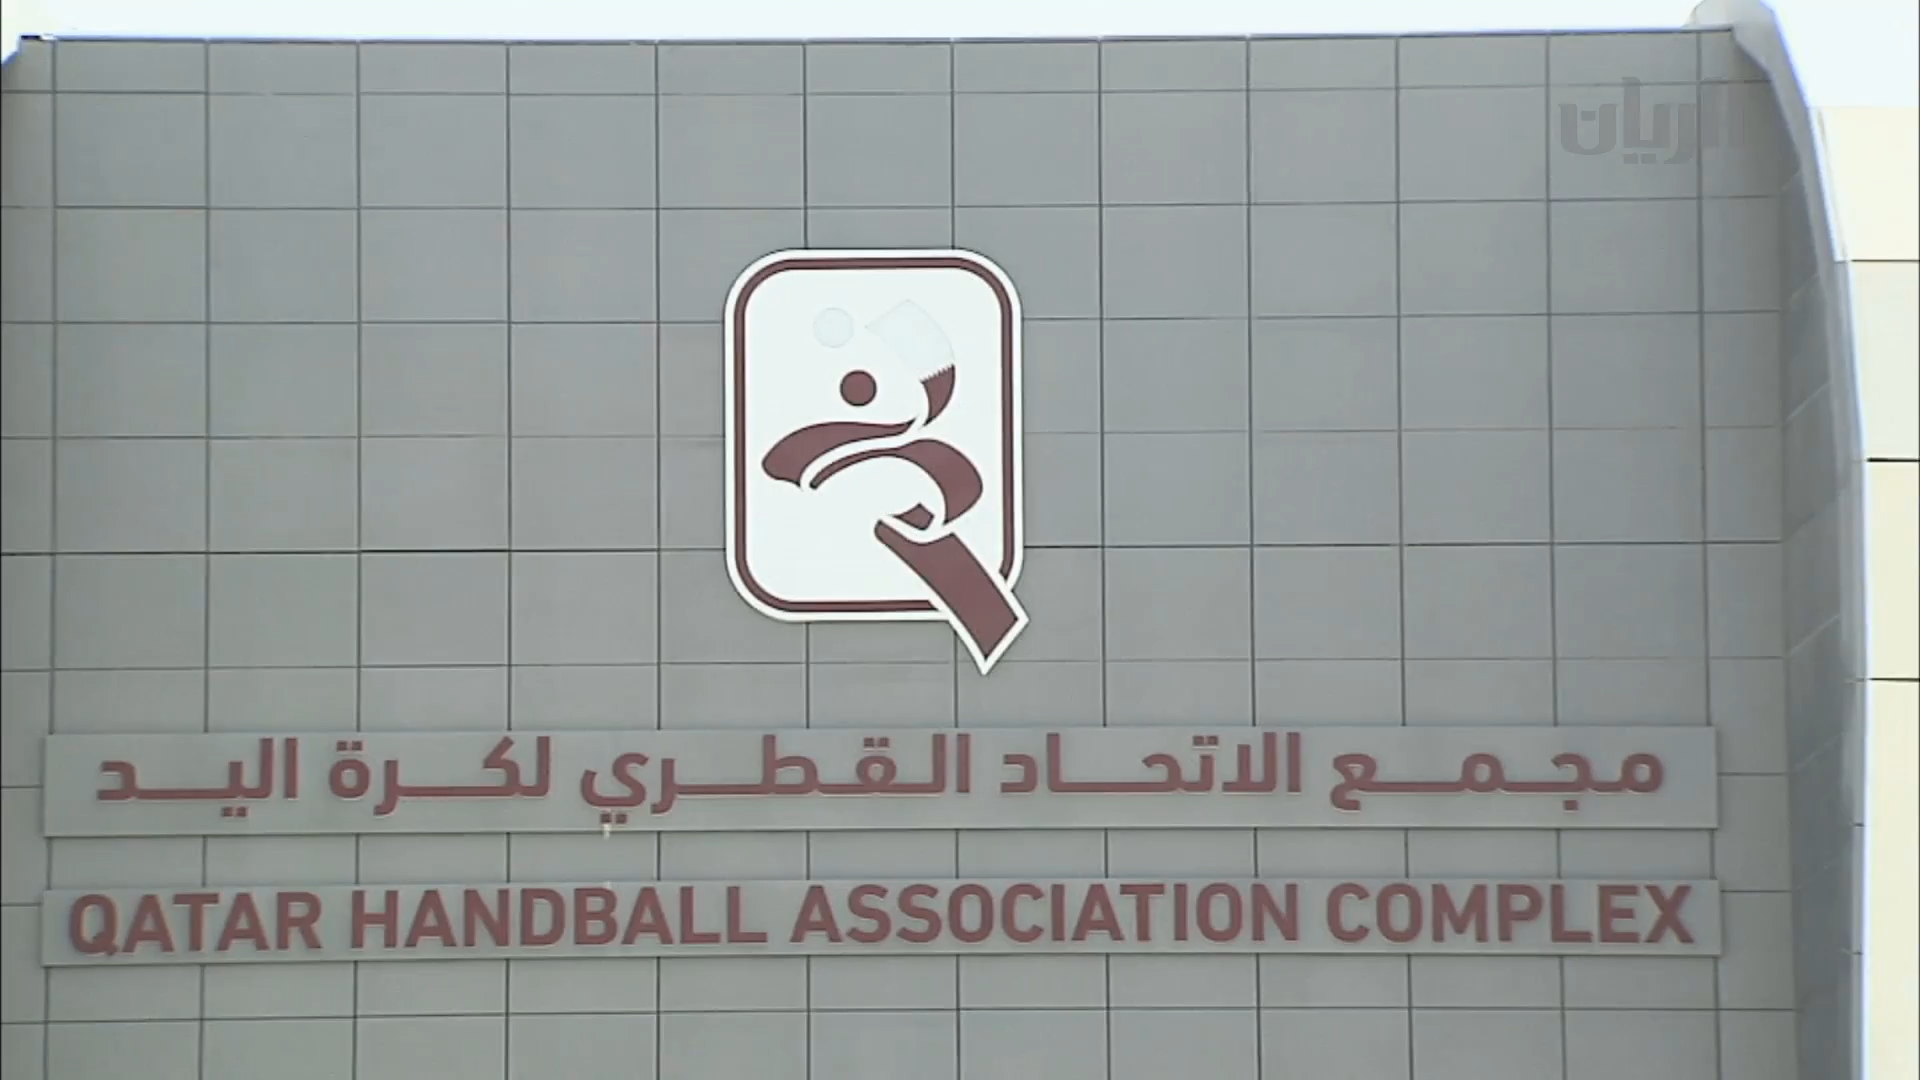 الريان
مجمع الاتحاد القطري لكرة اليد
QATAR HANDBALL ASSOCIATION COMPLEX